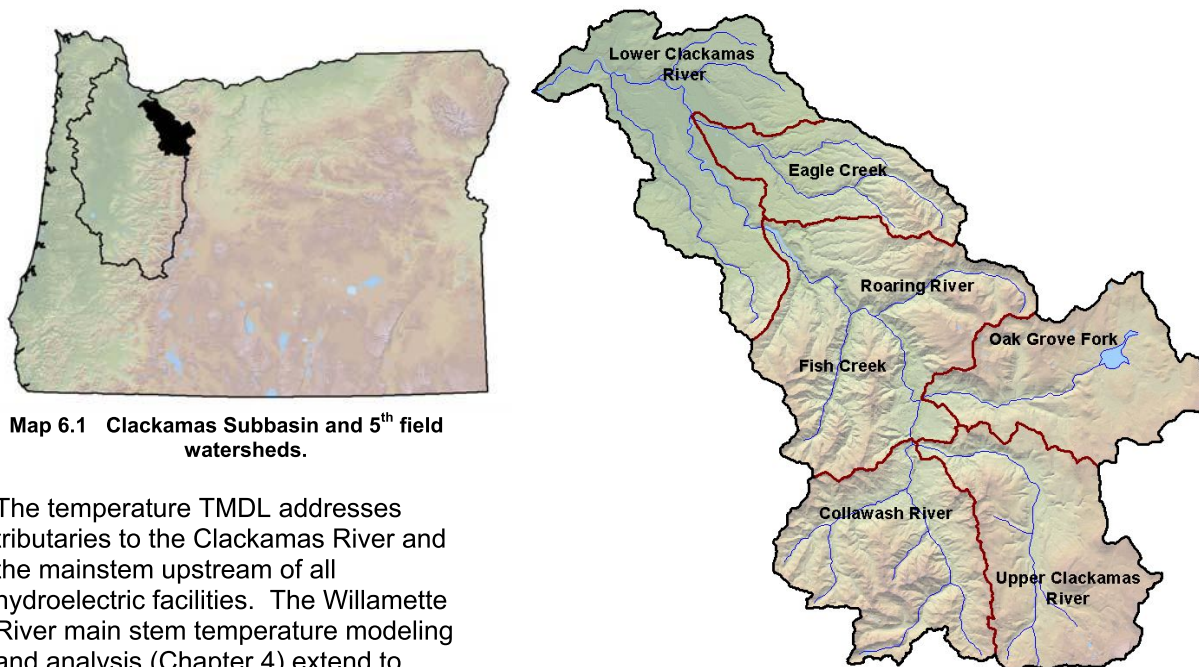 Map 6.1 Clackamas Subbasin and 5th field
watersheds.
The temperature TMDL addresses
tributaries to the Clackamas River and
the mainstem upstream of all
hydroelectric facilities. The Willamette
River main stem temperature modeling
and analysis (Chapter 4) extend to
Lower Clackamas
River
Eagle Creek
Roaring River
Oak Grove Fork
Fish Creek
Collawash River
Upper Clackamas
River